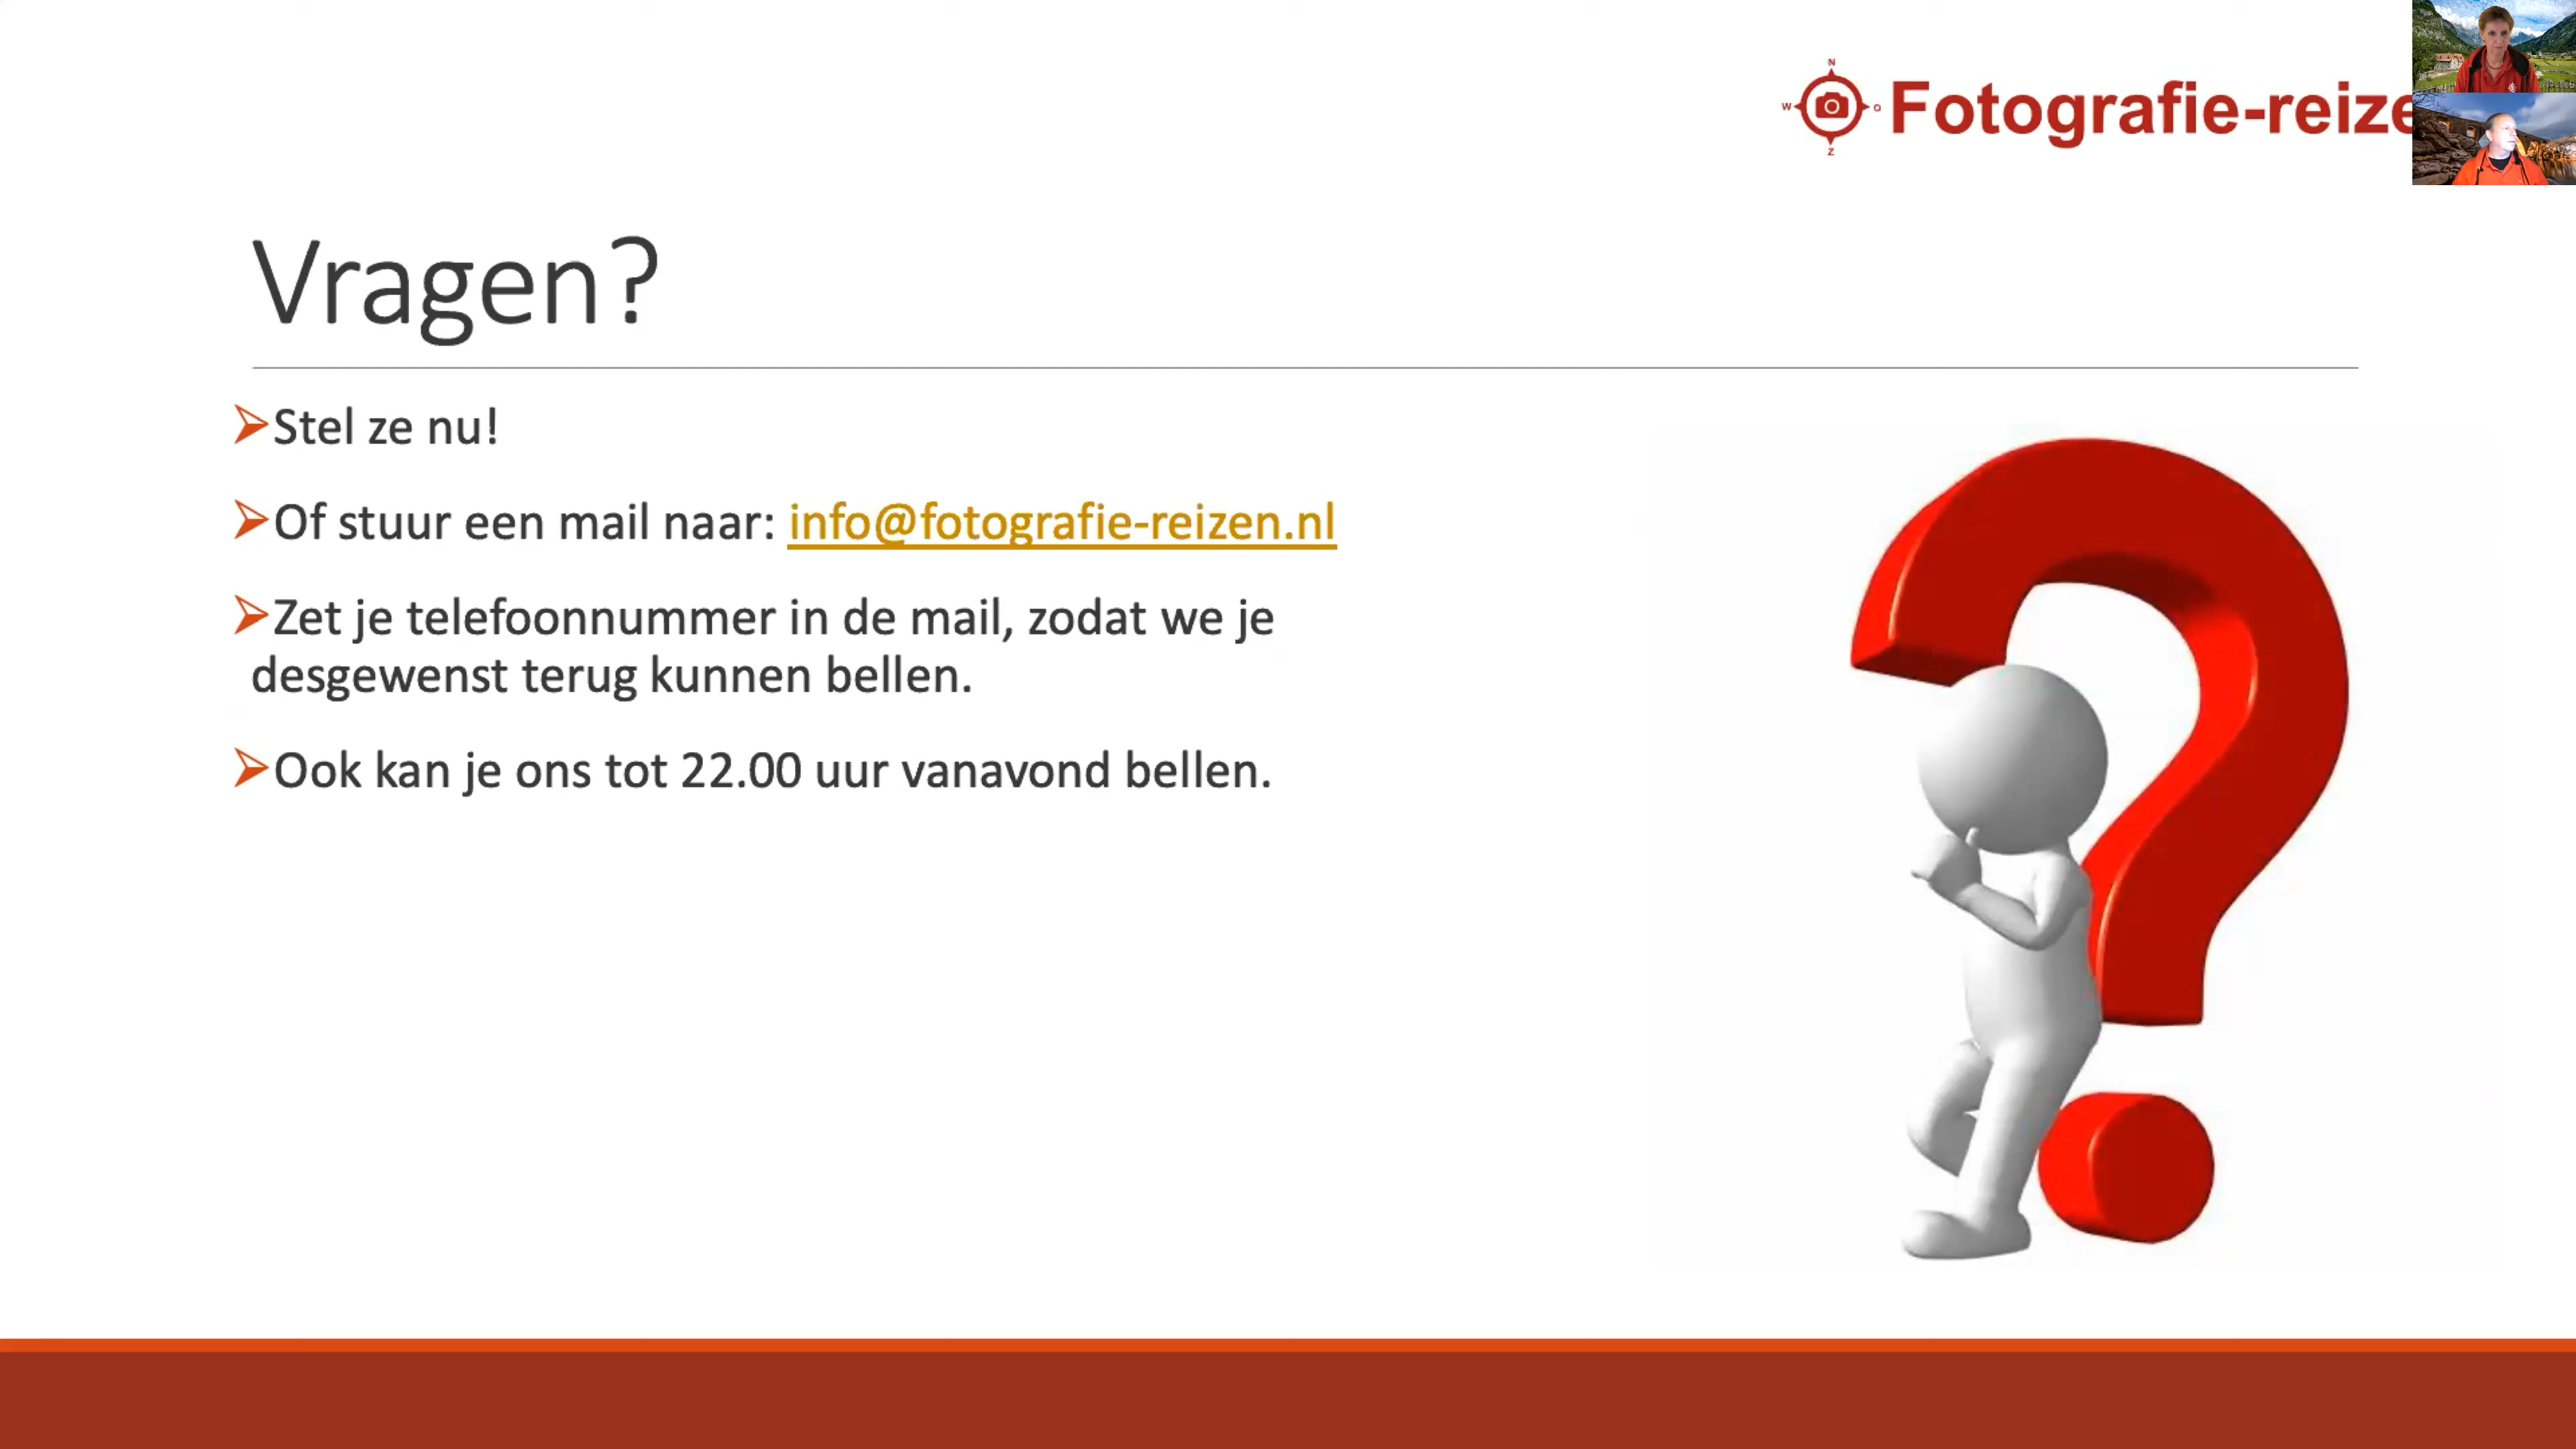 N
W
O
Z
Fotografie-reize
Vragen?
Stel ze nu!
Of stuur een mail naar: info@fotografie-reizen.nl
Zet je telefoonnummer in de mail, zodat we je
desgewenst terug kunnen bellen.
Ook kan je ons tot 22.00 uur vanavond bellen.